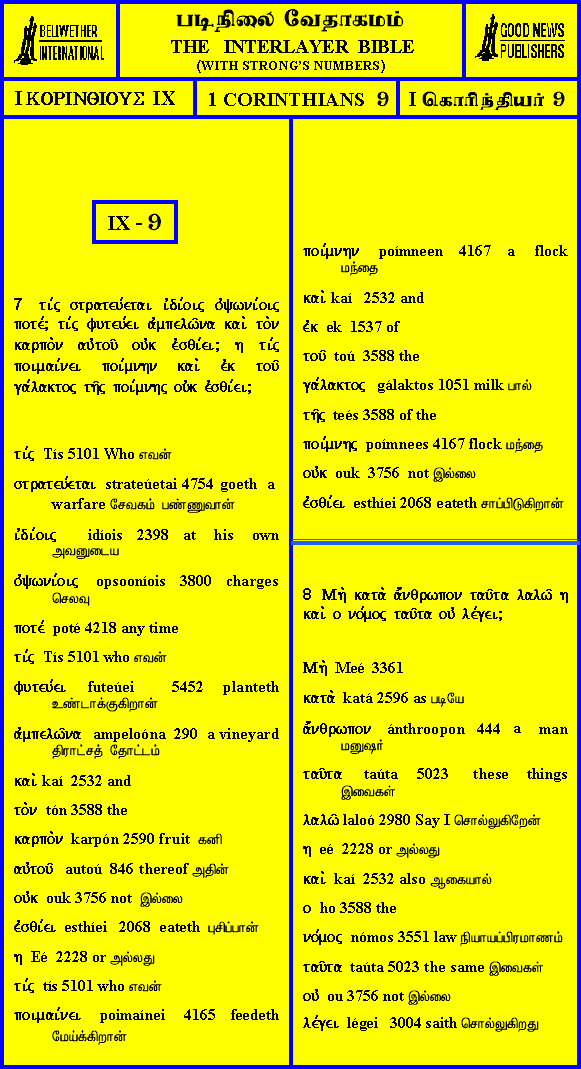 BELLWETHER
INTERNATIONAL
படிநிலை வேதாகமம்
THE INTERLAYER BIBLE
(WITH STRONG'S NUMBERS)
GOOD NEWS
PUBLISHERS
Ι ΚΟΡΙΝΘΙΟΥΣ IX
1 CORINTHIANS 9
I கொரிந்தியர் 9
IX - 9
7 τίς στρατεύεται ἰδίοις ὀψωνίοις
ποτέ; τίς φυτεύει ἀμπελῶνα καὶ τὸν
καρπὸν αὐτοῦ οὐκ ἐσθίει; η τίς
ποιμαίνει ποίμνην καὶ ἐκ τοῦ
γάλακτος τῆς ποίμνης οὐκ ἐσθίει;
τίς Tís 5101 Who எவன்
στρατεύεται strateúetai 4754 goeth a
warfare சேவகம் பண்ணுவான்
ἰδίοις idíois 2398 at his own
அவனுடைய
ὀψωνίοις opsooníois 3800 charges
செலவு
ποτέ poté 4218 any time
τίς Tís 5101 who எவன்
φυτεύει futeúei 5452 planteth
உண்டாக்குகிறான்
ἀμπελῶνα ampeloóna 290 a vineyard
திராட்சத் தோட்டம்
καὶ kaí 2532 and
τὸν tón 3588 the
καρπὸν karpón 2590 fruit கனி
αὐτοῦ autoú 846 thereof அதின்
οὐκ ouk 3756 not இல்லை
ἐσθίει esthíei 2068 eateth புசிப்பான்
η Eé 2228 or அல்லது
τίς tís 5101 who எவன்
ποιμαίνει poimaínei 4165 feedeth
மேய்க்கிறான்
ποίμνην poímneen 4167 a flock
மந்தை
καὶ kaí 2532 and
ἐκ ek 1537 of
τοῦ toú 3588 the
γάλακτος gálaktos 1051 milk பால்
τῆς teés 3588 of the
ποίμνης poímnees 4167 flock மந்தை
οὐκ ouk 3756 not இல்லை
ἐσθίει esthíei 2068 eateth சாப்பிடுகிறான்
8 Μὴ κατὰ ἄνθρωπον ταῦτα λαλῶ η
καὶ ο νόμος ταῦτα οὐ λέγει;
Μὴ Meé 3361
κατὰ katá 2596 as படியே
ἄνθρωπον ánthroopon 444 a man
மனுஷர்
ταῦτα taúta 5023 these things
இவைகள்
λαλῶ laloó 2980 Say I சொல்லுகிறேன்
η eé 2228 or அல்லது
καὶ kaí 2532 also ஆகையால்
ο ho 3588 the
νόμος nómos 3551 law நியாயப்பிரமாணம்
ταῦτα taúta 5023 the same இவைகள்
οὐ ou 3756 not இல்லை
λέγει légei 3004 saith சொல்லுகிறது